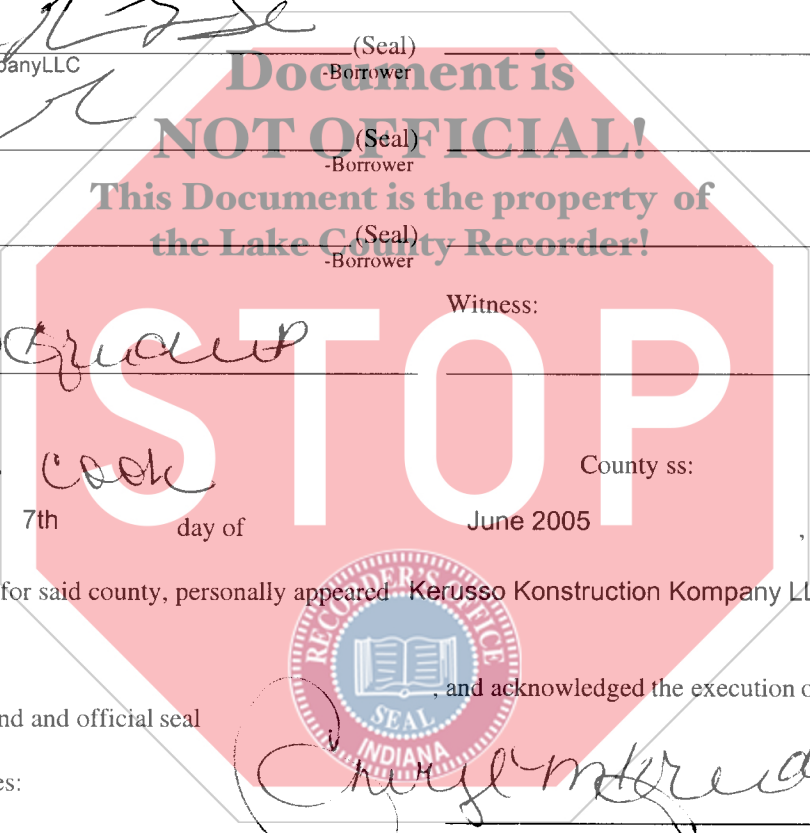 (Seal)
panyLLC
-Borrower
Document is
(Seal)
NOT OFFICIAL!
-Borrower
This Document is the property of
(Seal)
the Lake County Recorder!
-Borrower
Witness:
STOP
Cook County ss:
7th day of June 2005 ,
for said county, personally appeared Kerusso Konstruction Kompany LL
RECORDER'S OFFICE
, and acknowledged the execution o
SEAL
nd and official seal
INDIANA
es: